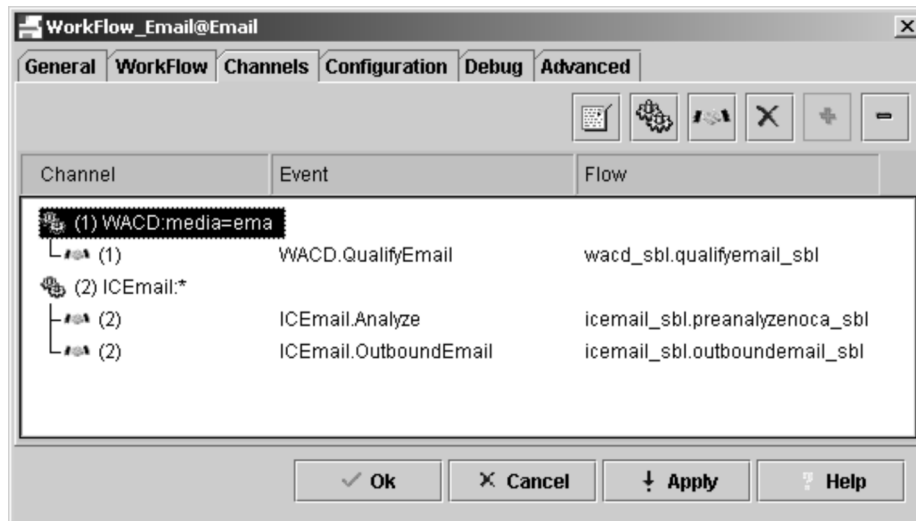 WorkFlow_Email@Email
General WorkFlow Channels Configuration Debug Advanced
Channel Event Flow
(1) WACD:media=ema
(1) WACD.QualifyEmail wacd_sbl.qualifyemail_sbl
(2) ICEmail:*
(2) ICEmail.Analyze icemail_sbl.preanalyzenoca_sbl
(2) ICEmail.OutboundEmail icemail_sbl.outboundemail_sbl
Ok Cancel Apply Help